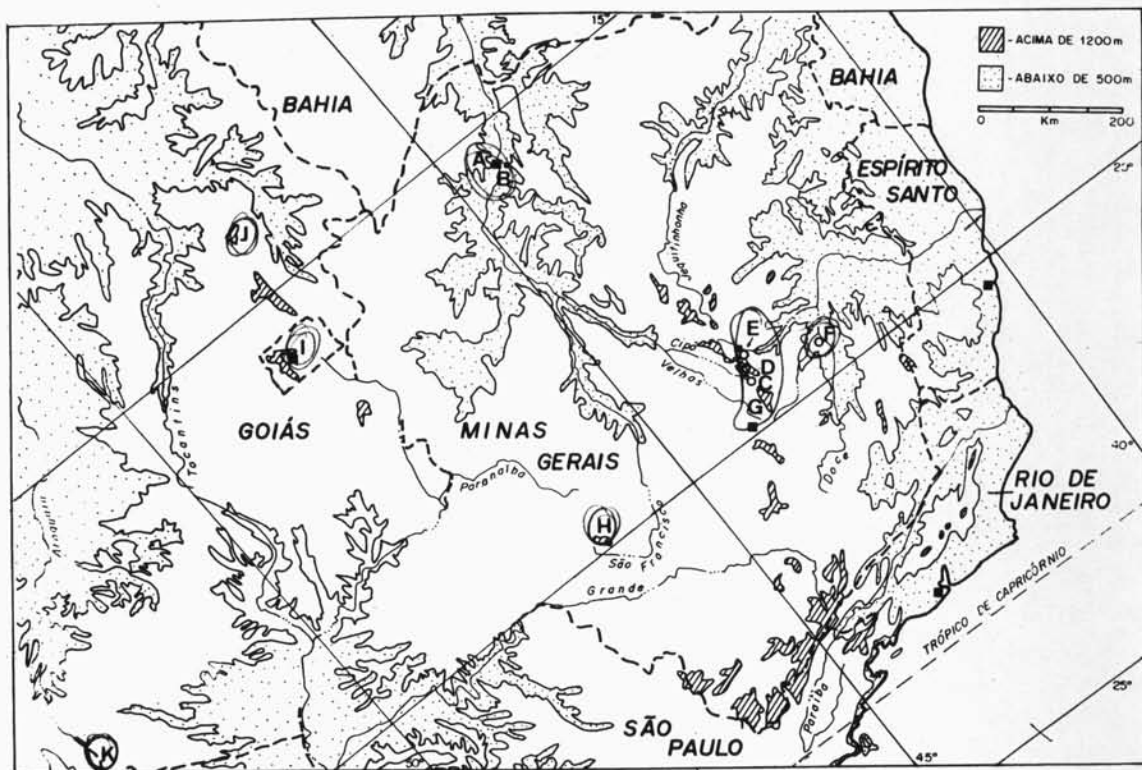 15°
- ACIMA DE 1200m
- ABAIXO DE 500m
0 Km 200
BAHIA
BAHIA
ESPÍRITO
SANTO
20°
A
B
J
Jequitinhonha
I
E
F
Cipó
D
C
Velhas
G
Tocantins
GOIÁS
MINAS
GERAIS
Paranaíba
Doce
40°
RIO DE
JANEIRO
H
São Francisco
Grande
TRÓPICO DE CAPRICÓRNIO
25°
Paraíba
SÃO
PAULO
K
45°